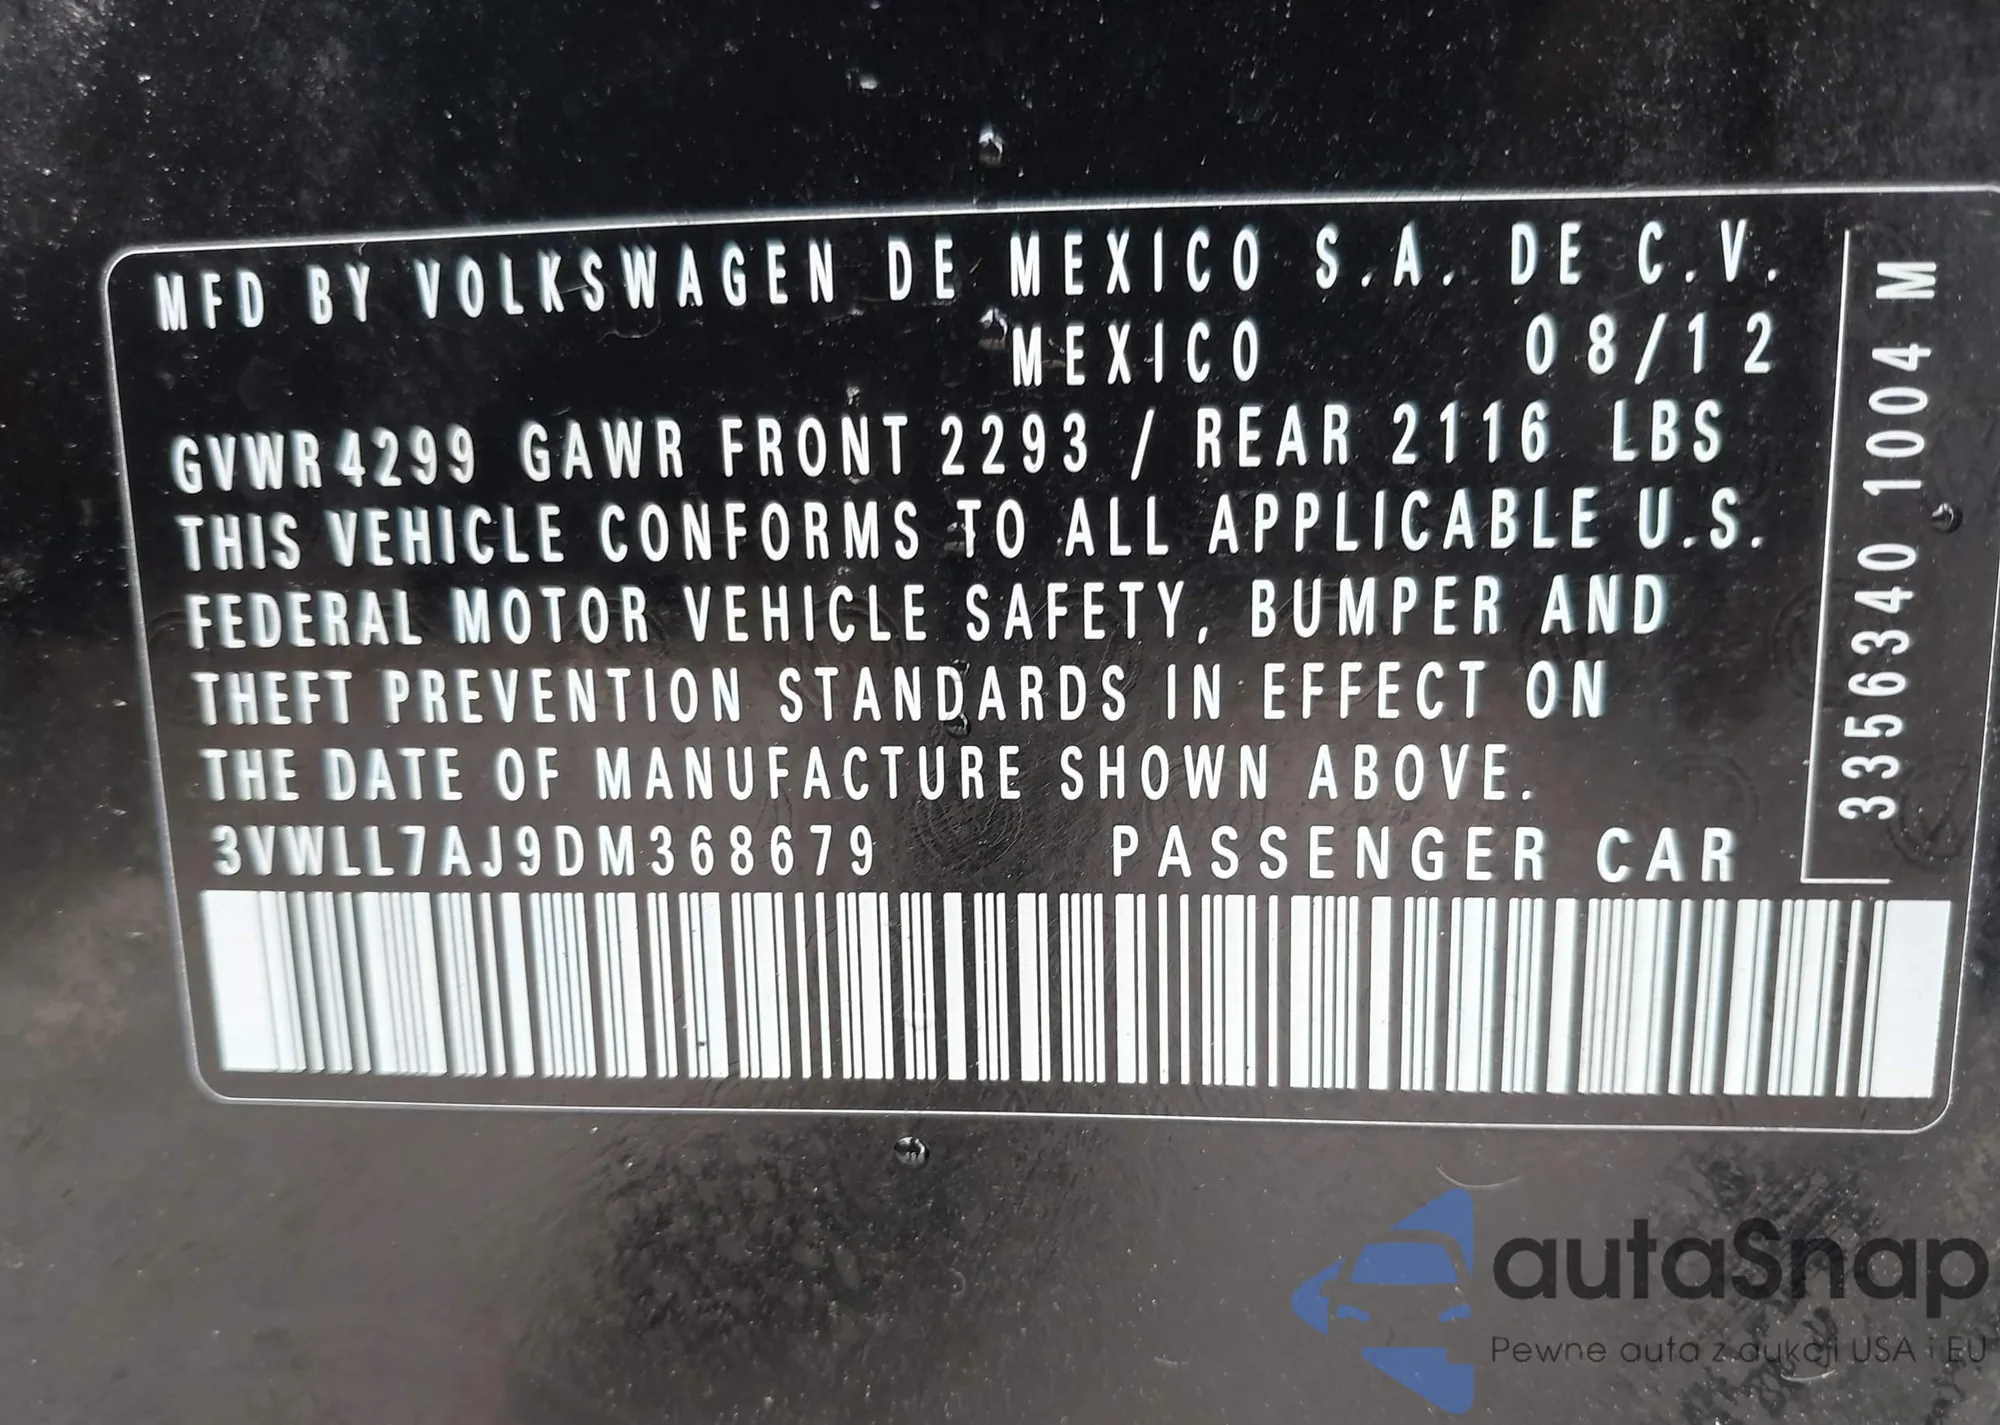 MFD BY VOLKSWAGEN DE MEXICO S.A. DE C.V.
MEXICO 08/12
GVWR 4299 GAWR FRONT 2293 / REAR 2116 LBS
THIS VEHICLE CONFORMS TO ALL APPLICABLE U.S.
FEDERAL MOTOR VEHICLE SAFETY, BUMPER AND
THEFT PREVENTION STANDARDS IN EFFECT ON
THE DATE OF MANUFACTURE SHOWN ABOVE.
3VWLL7AJ9DM368679 PASSENGER CAR
3356340 1004 M
autaSnap
Pewne auta z aukcji USA i EU